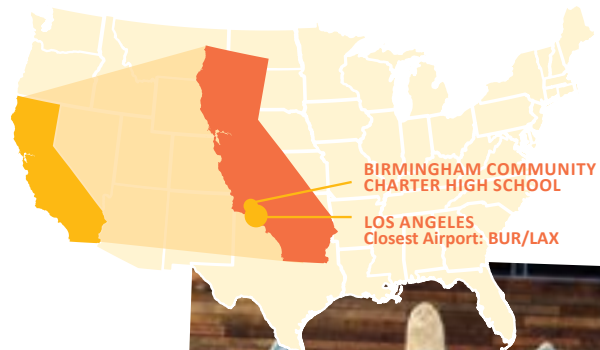 BIRMINGHAM COMMUNITY
CHARTER HIGH SCHOOL
LOS ANGELES
Closest Airport: BUR/LAX